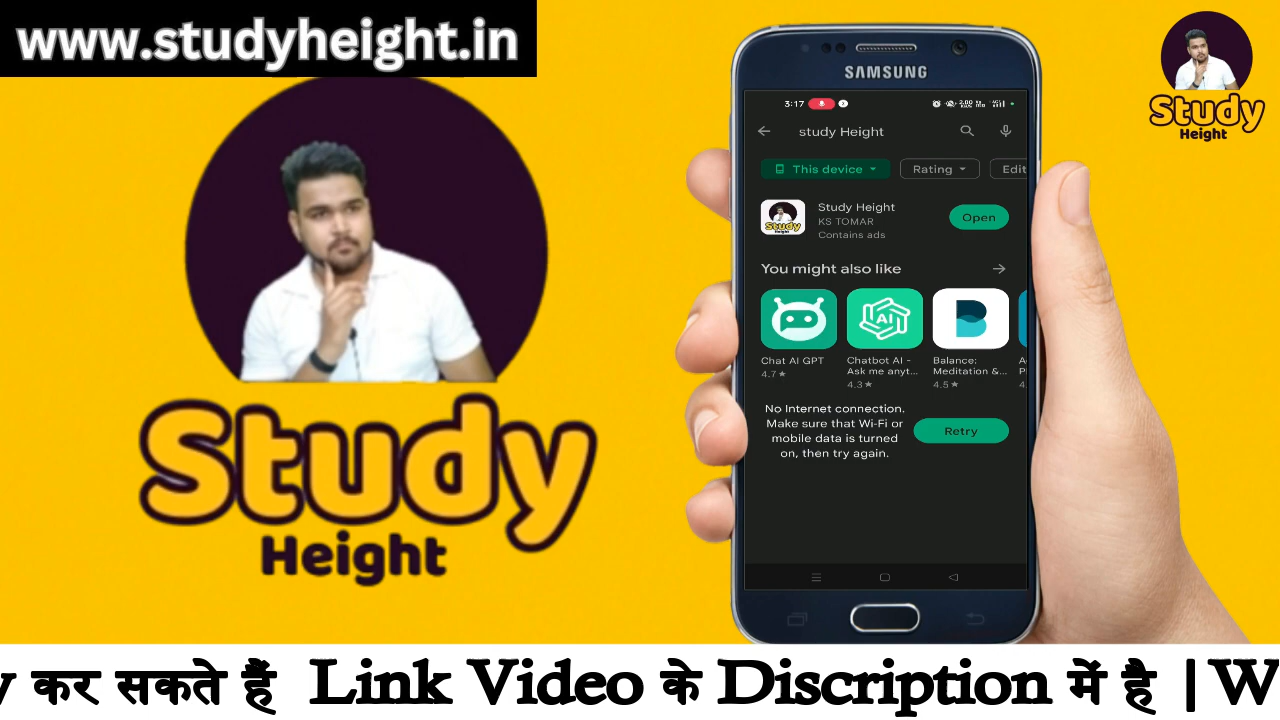 www.studyheight.in
Study
Height
Study
Height
SAMSUNG
3:17
study Height
This device
Rating
Edit
Study Height
KS TOMAR
Contains ads
Open
Study
Height
You might also like
AI
Chat AI GPT
4.7 ★
Chatbot AI -
Ask me anyt...
4.3 ★
Balance:
Meditation &...
4.5 ★
No Internet connection.
Make sure that Wi-Fi or
mobile data is turned
on, then try again.
Retry
कर सकते हैं Link Video के Discription में है | W